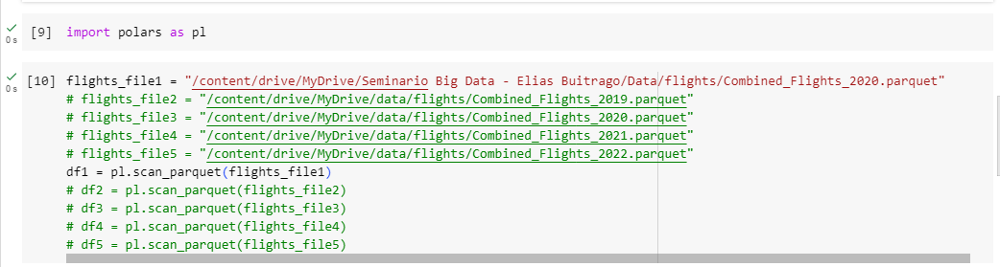 0s
[9] import polars as pl
0s
[10] flights_file1 = "/content/drive/MyDrive/Seminario Big Data - Elias Buitrago/Data/flights/Combined_Flights_2020.parquet"
# flights_file2 = "/content/drive/MyDrive/data/flights/Combined_Flights_2019.parquet"
# flights_file3 = "/content/drive/MyDrive/data/flights/Combined_Flights_2020.parquet"
# flights_file4 = "/content/drive/MyDrive/data/flights/Combined_Flights_2021.parquet"
# flights_file5 = "/content/drive/MyDrive/data/flights/Combined_Flights_2022.parquet"
df1 = pl.scan_parquet(flights_file1)
# df2 = pl.scan_parquet(flights_file2)
# df3 = pl.scan_parquet(flights_file3)
# df4 = pl.scan_parquet(flights_file4)
# df5 = pl.scan_parquet(flights_file5)